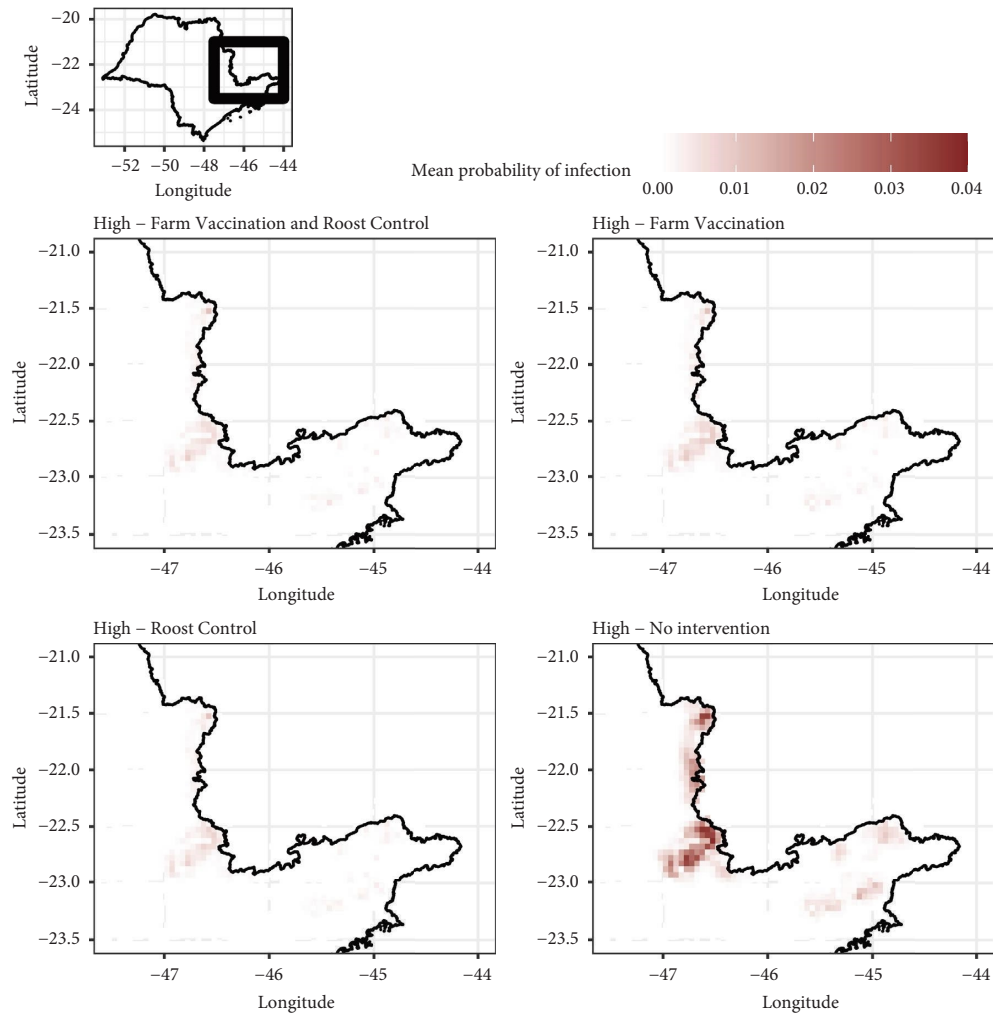 −20
−22
−24
Latitude
−52 −50 −48 −46 −44
Longitude
Mean probability of infection
0.00 0.01 0.02 0.03 0.04
High − Farm Vaccination and Roost Control
−21.0
−21.5
−22.0
−22.5
−23.0
−23.5
Latitude
−47 −46 −45 −44
Longitude
High − Farm Vaccination
−21.0
−21.5
−22.0
−22.5
−23.0
−23.5
Latitude
−47 −46 −45 −44
Longitude
High − Roost Control
−21.0
−21.5
−22.0
−22.5
−23.0
−23.5
Latitude
−47 −46 −45 −44
Longitude
High − No intervention
−21.0
−21.5
−22.0
−22.5
−23.0
−23.5
Latitude
−47 −46 −45 −44
Longitude